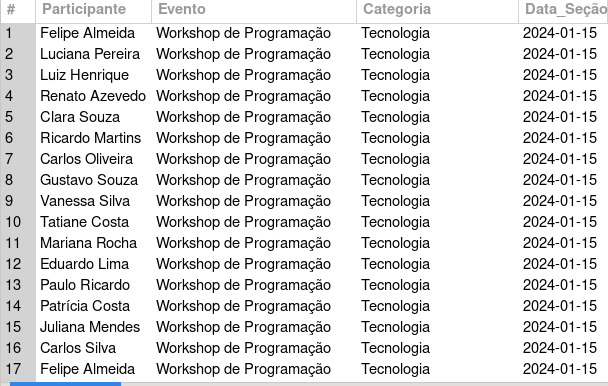 # Participante Evento Categoria Data_Seção
1 Felipe Almeida Workshop de Programação Tecnologia 2024-01-15
2 Luciana Pereira Workshop de Programação Tecnologia 2024-01-15
3 Luiz Henrique Workshop de Programação Tecnologia 2024-01-15
4 Renato Azevedo Workshop de Programação Tecnologia 2024-01-15
5 Clara Souza Workshop de Programação Tecnologia 2024-01-15
6 Ricardo Martins Workshop de Programação Tecnologia 2024-01-15
7 Carlos Oliveira Workshop de Programação Tecnologia 2024-01-15
8 Gustavo Souza Workshop de Programação Tecnologia 2024-01-15
9 Vanessa Silva Workshop de Programação Tecnologia 2024-01-15
10 Tatiane Costa Workshop de Programação Tecnologia 2024-01-15
11 Mariana Rocha Workshop de Programação Tecnologia 2024-01-15
12 Eduardo Lima Workshop de Programação Tecnologia 2024-01-15
13 Paulo Ricardo Workshop de Programação Tecnologia 2024-01-15
14 Patrícia Costa Workshop de Programação Tecnologia 2024-01-15
15 Juliana Mendes Workshop de Programação Tecnologia 2024-01-15
16 Carlos Silva Workshop de Programação Tecnologia 2024-01-15
17 Felipe Almeida Workshop de Programação Tecnologia 2024-01-15